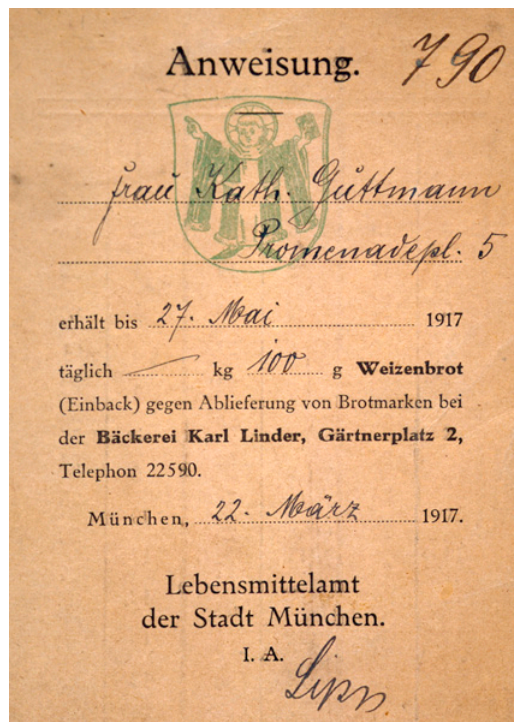 Anweisung. 790
Frau Kath. Guttmann
Promenadepl. 5
erhält bis 27. Mai 1917
täglich — kg 100 g Weizenbrot
(Einback) gegen Ablieferung von Brotmarken bei
der Bäckerei Karl Linder, Gärtnerplatz 2,
Telephon 22590.
München, 22. März 1917.
Lebensmittelamt
der Stadt München.
I. A.